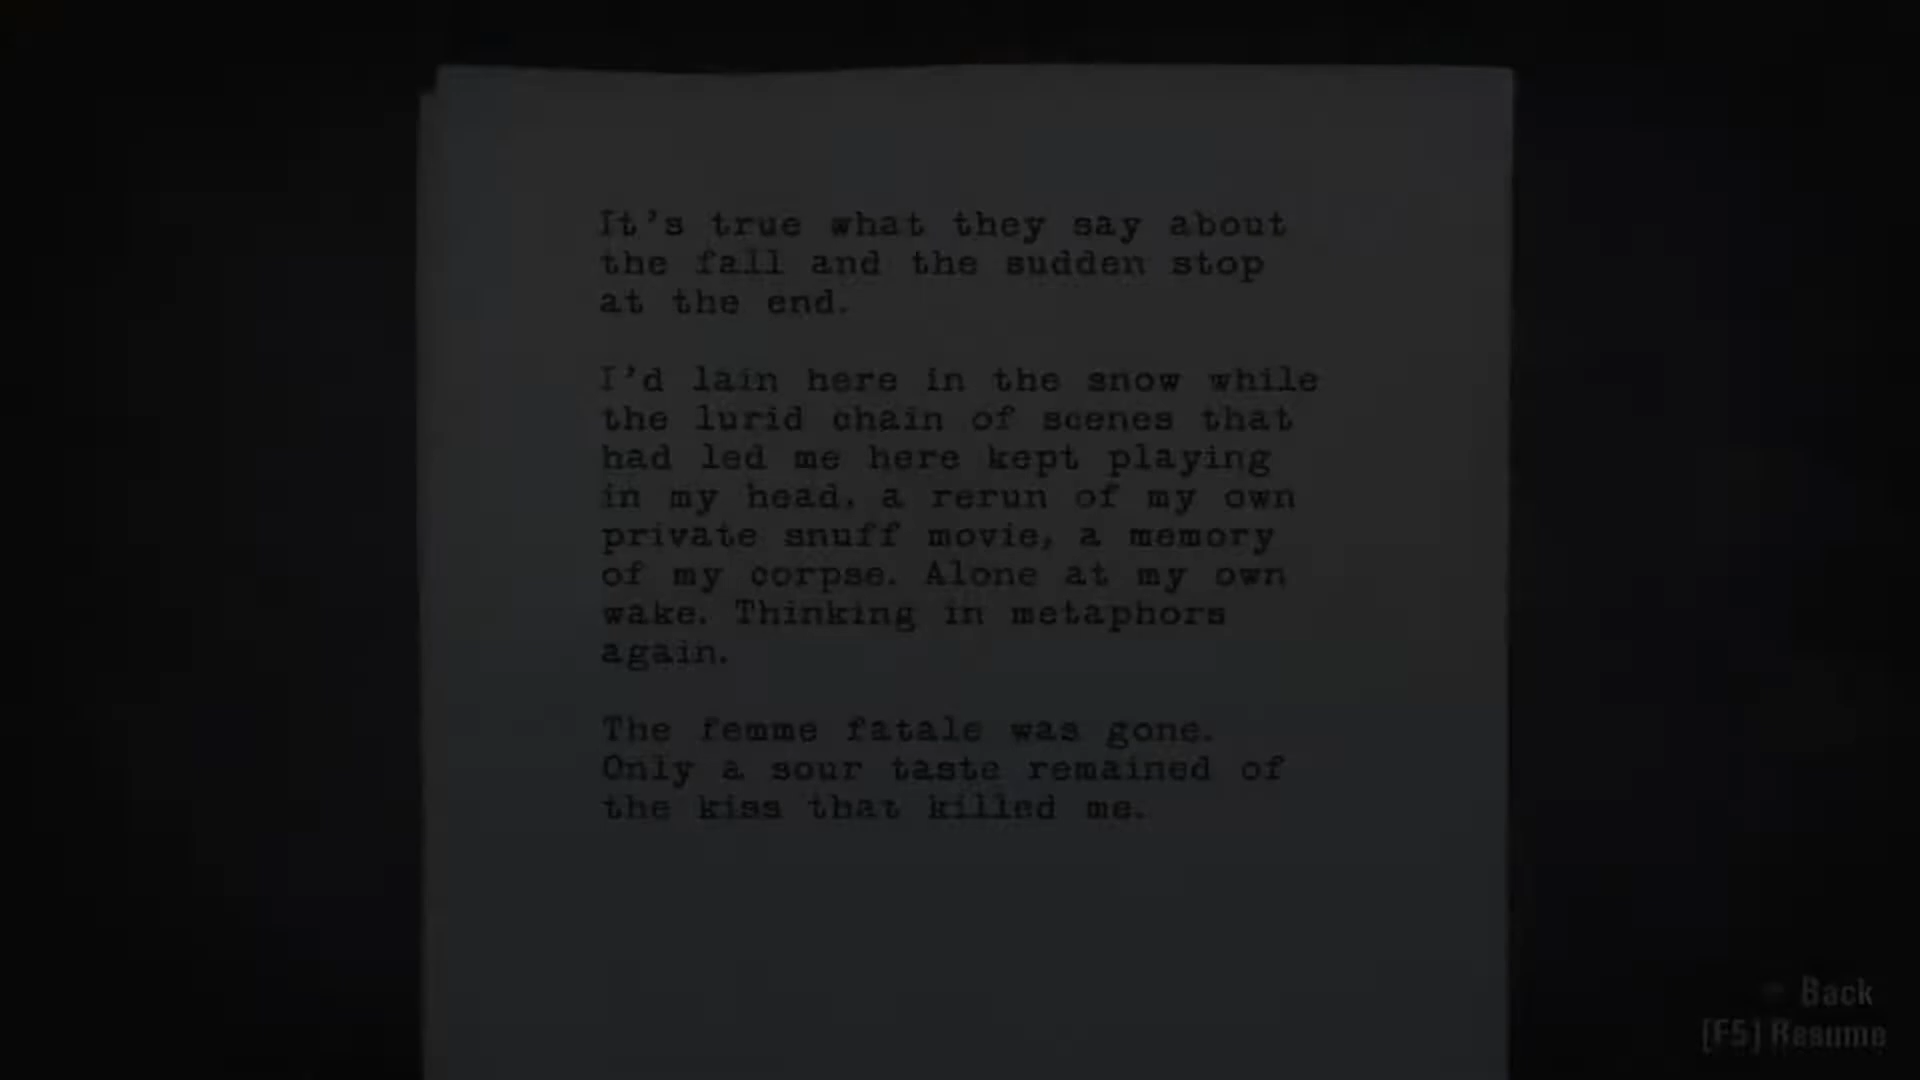 It's true what they say about
the fall and the sudden stop
at the end.
I'd lain here in the snow while
the lurid chain of scenes that
had led me here kept playing
in my head, a rerun of my own
private snuff movie, a memory
of my corpse. Alone at my own
wake. Thinking in metaphors
again.
The femme fatale was gone.
Only a sour taste remained of
the kiss that killed me.
Back
[F5] Resume